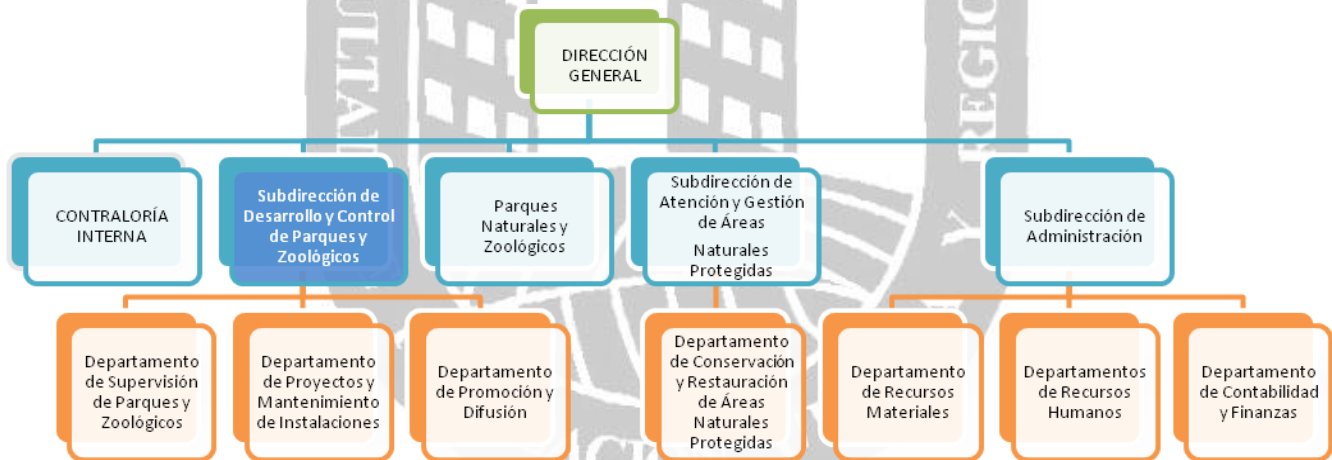 DIRECCIÓN
GENERAL
CONTRALORÍA
INTERNA
Subdirección de
Desarrollo y Control
de Parques y
Zoológicos
Parques
Naturales y
Zoológicos
Subdirección de
Atención y Gestión
de Áreas
Naturales
Protegidas
Subdirección de
Administración
Departamento
de Supervisión
de Parques y
Zoológicos
Departamento
de Proyectos y
Mantenimiento
de Instalaciones
Departamento
de Promoción y
Difusión
Departamento
de Conservación
y Restauración
de Áreas
Naturales
Protegidas
Departamento
de Recursos
Materiales
Departamentos
de Recursos
Humanos
Departamento
de Contabilidad
y Finanzas